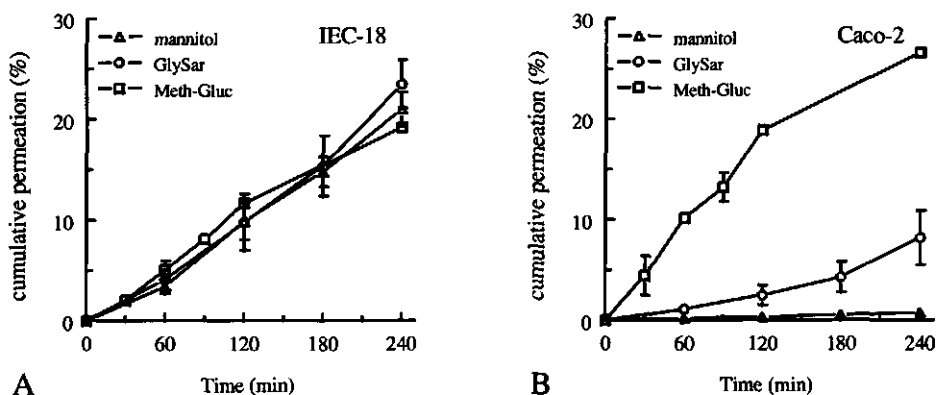 30
20
10
0
cumulative permeation (%)
mannitol
GlySar
Meth-Gluc
IEC-18
0 60 120 180 240
Time (min)
A
30
20
10
0
cumulative permeation (%)
mannitol
GlySar
Meth-Gluc
Caco-2
0 60 120 180 240
Time (min)
B